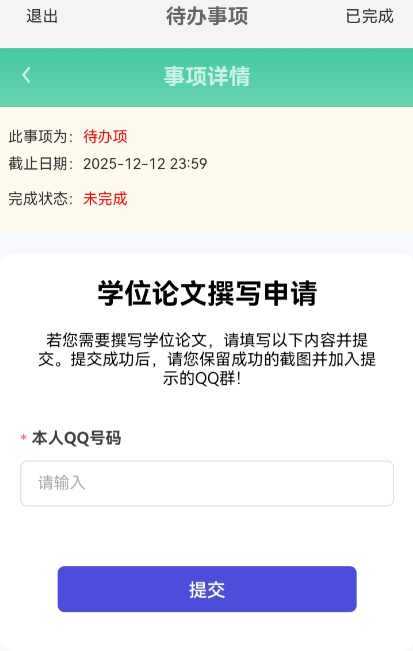 退出 待办事项 已完成
事项详情
此事项为：待办项
截止日期：2025-12-12 23:59
完成状态：未完成
学位论文撰写申请
若您需要撰写学位论文，请填写以下内容并提
交。提交成功后，请您保留成功的截图并加入提
示的QQ群！
* 本人QQ号码
请输入
提交